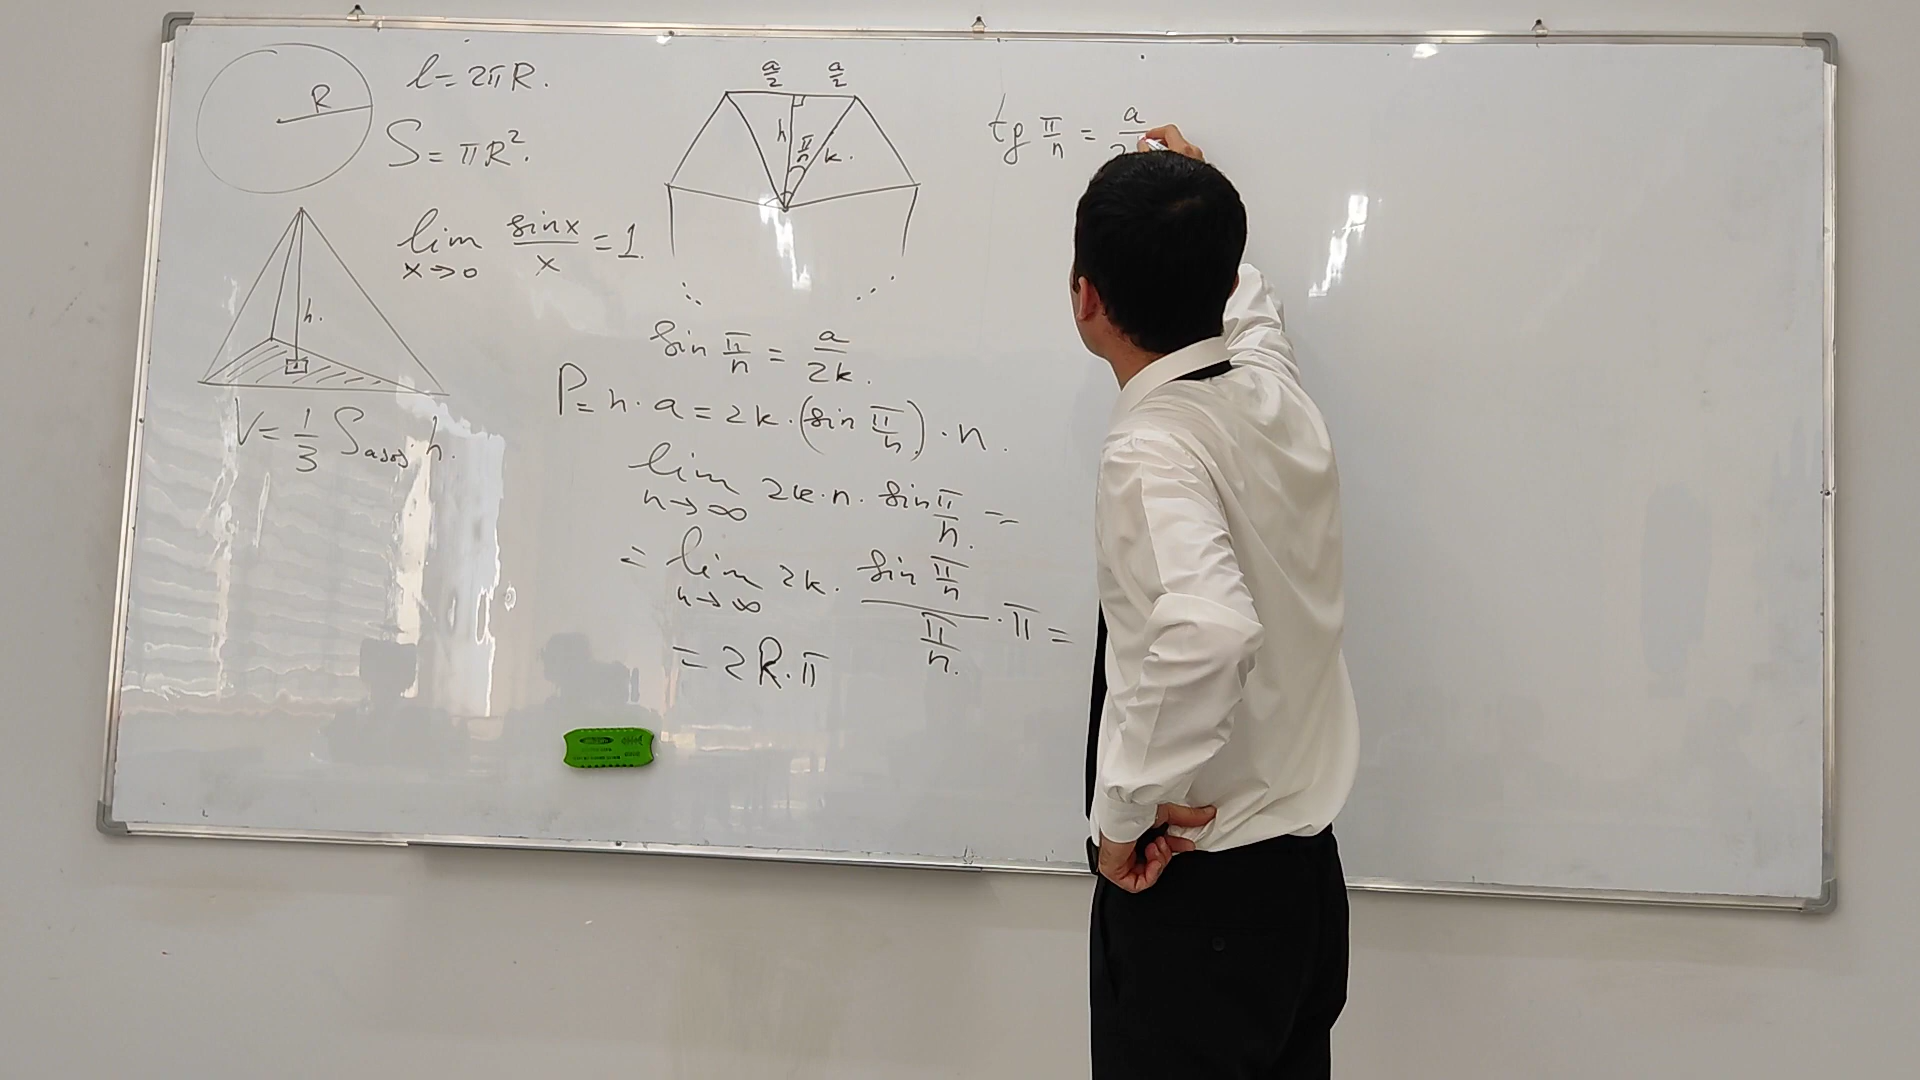 R
l = 2πR.
S = πR².
lim sinx/x = 1.
x→0
h.
V = 1/3 Sasos h.
a/2 a/2
h π/n k.
sin π/n = a/2k.
P = n·a = 2k·(sin π/n)·n.
lim 2k·n·sin π/n. =
n→∞
= lim 2k· sin π/n / π/n. ·π =
n→∞
= 2R·π
tg π/n = a/2